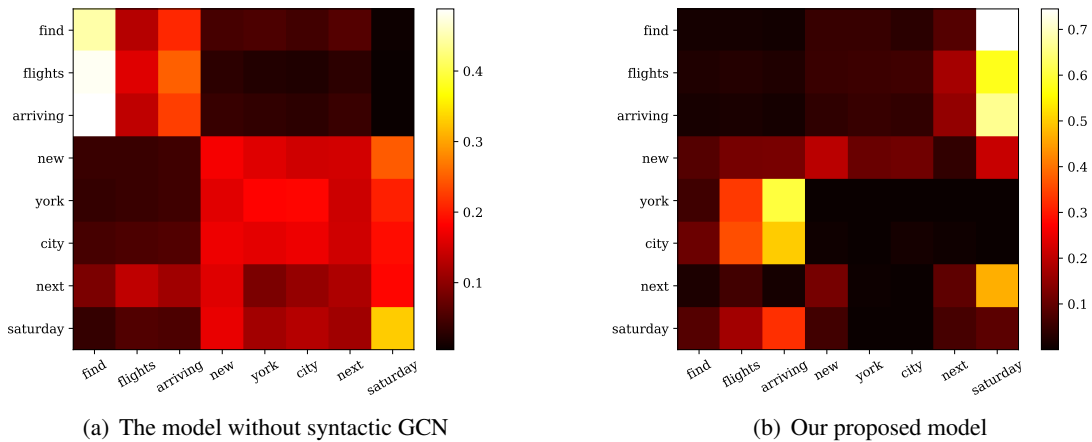 find
flights
arriving
new
york
city
next
saturday
find flights arriving new york city next saturday
0.4
0.3
0.2
0.1
(a) The model without syntactic GCN
find
flights
arriving
new
york
city
next
saturday
find flights arriving new york city next saturday
0.7
0.6
0.5
0.4
0.3
0.2
0.1
(b) Our proposed model